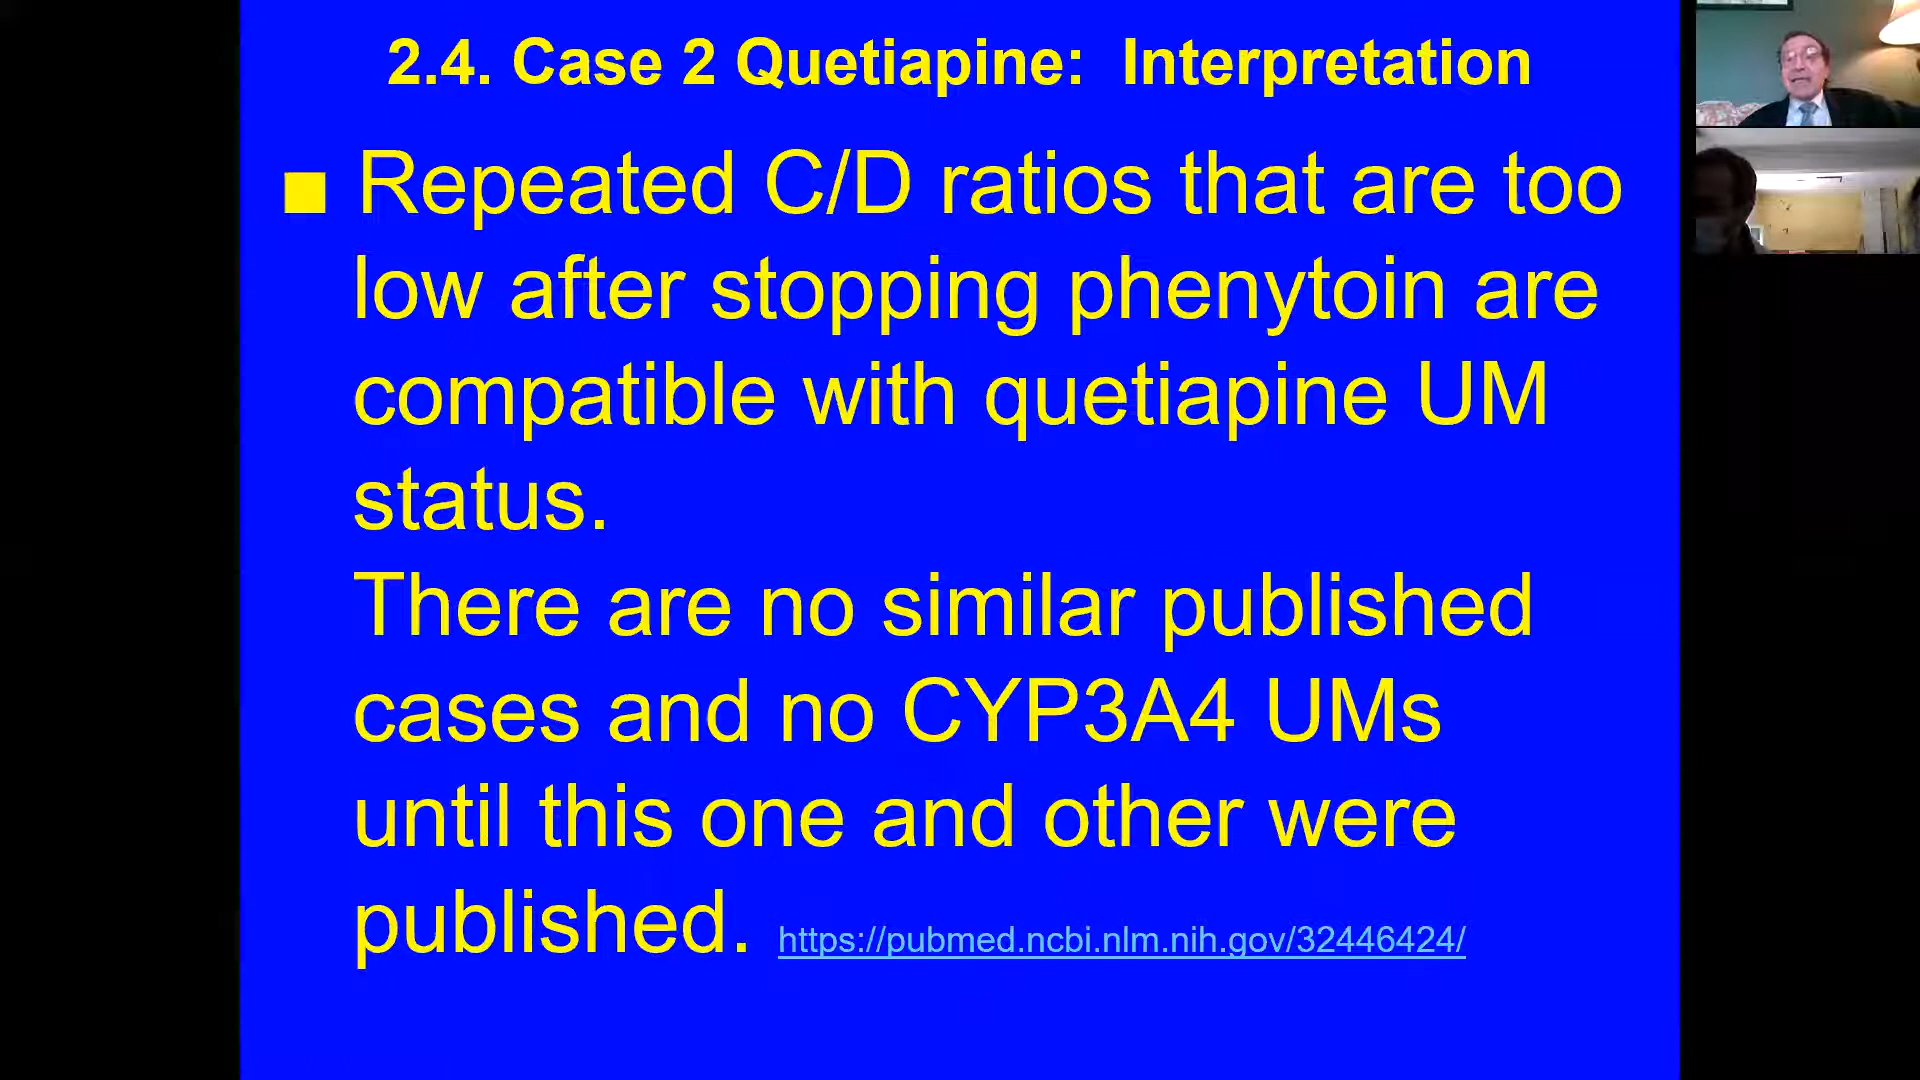 2.4. Case 2 Quetiapine: Interpretation
■ Repeated C/D ratios that are too
low after stopping phenytoin are
compatible with quetiapine UM
status.
There are no similar published
cases and no CYP3A4 UMs
until this one and other were
published. https://pubmed.ncbi.nlm.nih.gov/32446424/